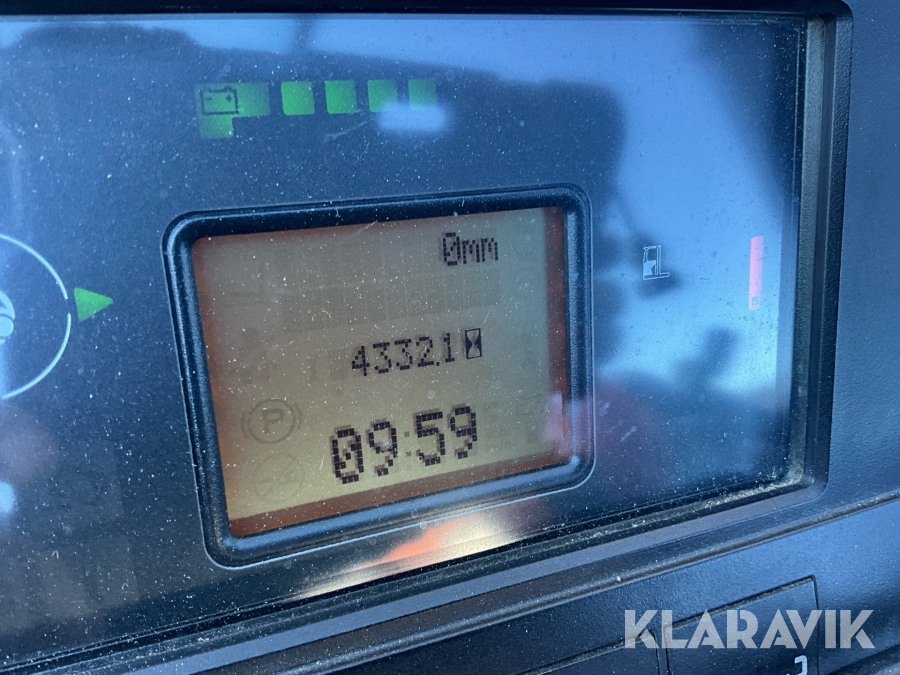 0mm
4332.1
P
09:59
KLARAVIK